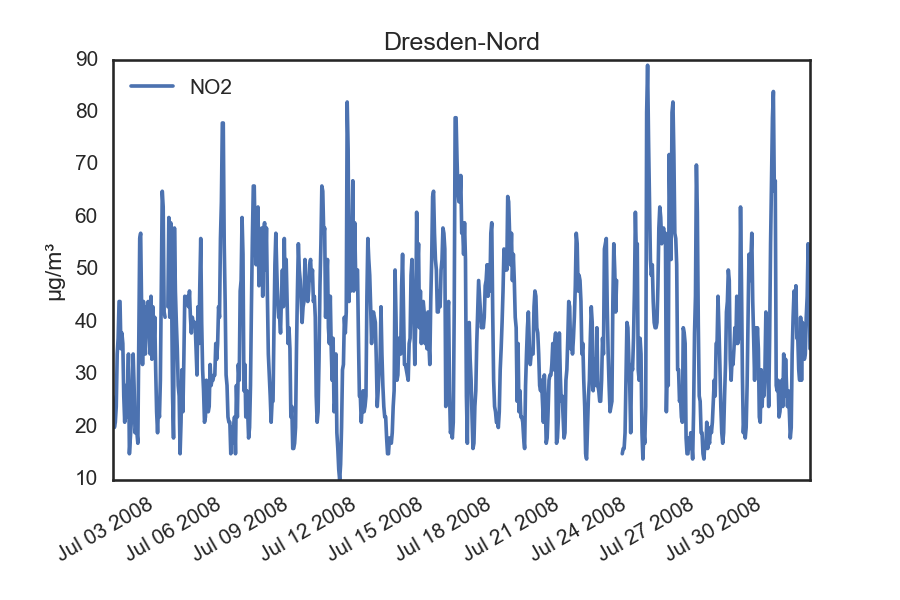 Dresden-Nord
NO2
µg/m³
90
80
70
60
50
40
30
20
10
Jul 03 2008
Jul 06 2008
Jul 09 2008
Jul 12 2008
Jul 15 2008
Jul 18 2008
Jul 21 2008
Jul 24 2008
Jul 27 2008
Jul 30 2008